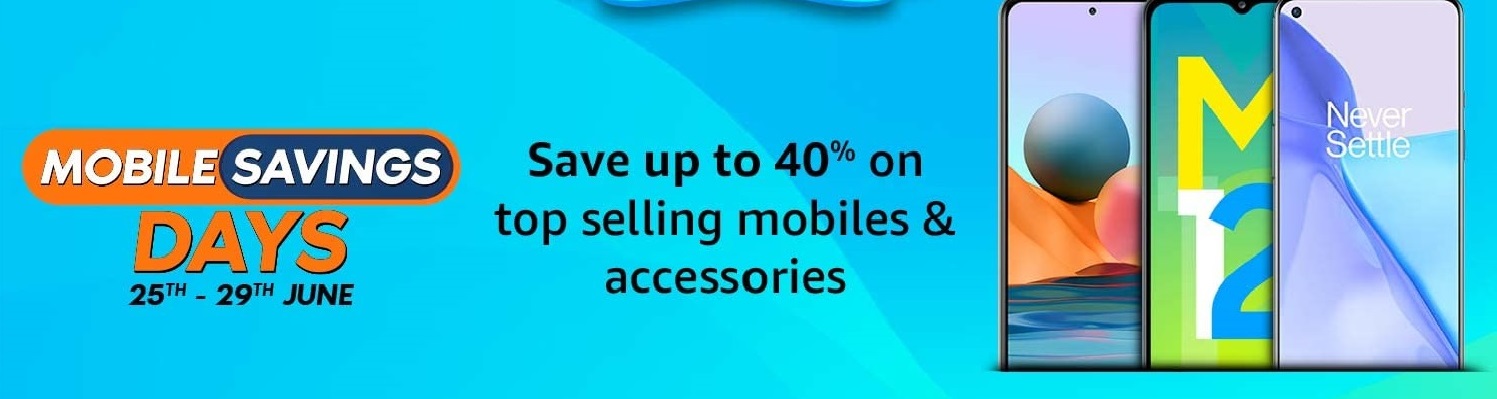 MOBILE SAVINGS
DAYS
25TH - 29TH JUNE
Save up to 40% on
top selling mobiles &
accessories
M
12
Never
Settle